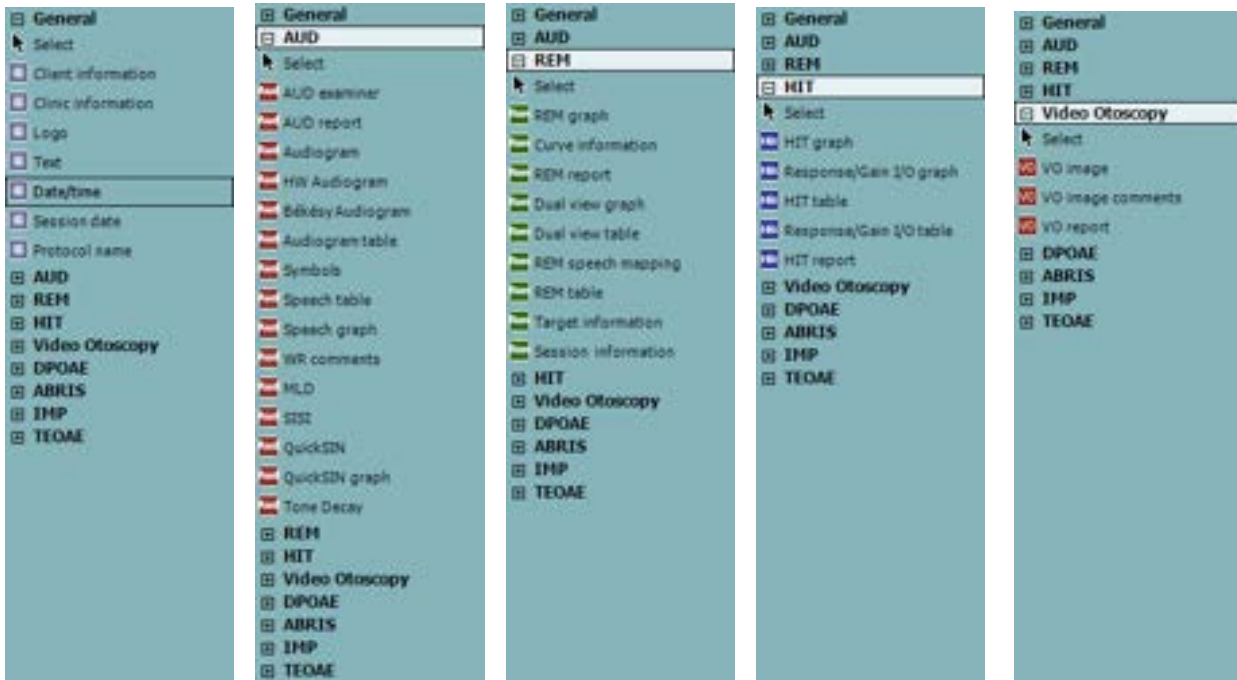 General
Select
Client information
Clinic information
Logo
Text
Date/time
Session date
Protocol name
AUD
REM
HIT
Video Otoscopy
DPOAE
ABRIS
IMP
TEOAE
General
AUD
Select
AUD examiner
AUD report
Audiogram
HW Audiogram
Békésy Audiogram
Audiogram table
Symbols
Speech table
Speech graph
WR comments
MLD
SISI
QuickSIN
QuickSIN graph
Tone Decay
REM
HIT
Video Otoscopy
DPOAE
ABRIS
IMP
TEOAE
General
AUD
REM
Select
REM graph
Curve information
REM report
Dual view graph
Dual view table
REM speech mapping
REM table
Target information
Session information
HIT
Video Otoscopy
DPOAE
ABRIS
IMP
TEOAE
General
AUD
REM
HIT
Select
HIT graph
Response/Gain I/O graph
HIT table
Response/Gain I/O table
HIT report
Video Otoscopy
DPOAE
ABRIS
IMP
TEOAE
General
AUD
REM
HIT
Video Otoscopy
Select
VO image
VO image comments
VO report
DPOAE
ABRIS
IMP
TEOAE